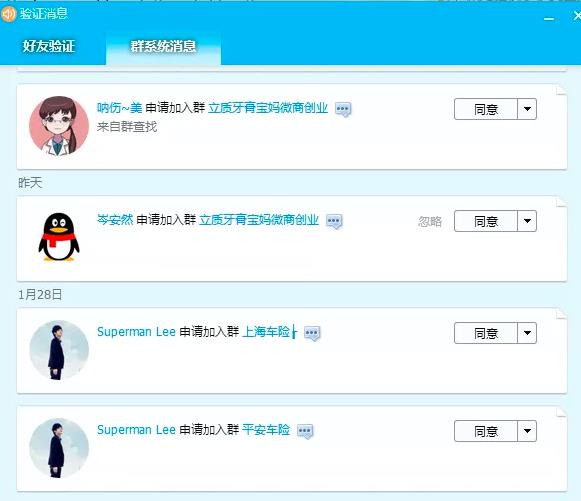 验证消息
好友验证 群系统消息
呐伤~美 申请加入群 立质牙膏宝妈微商创业
同意
来自群查找
昨天
岑安然 申请加入群 立质牙膏宝妈微商创业
忽略 同意
1月28日
Superman Lee 申请加入群 上海车险
同意
Superman Lee 申请加入群 平安车险
同意